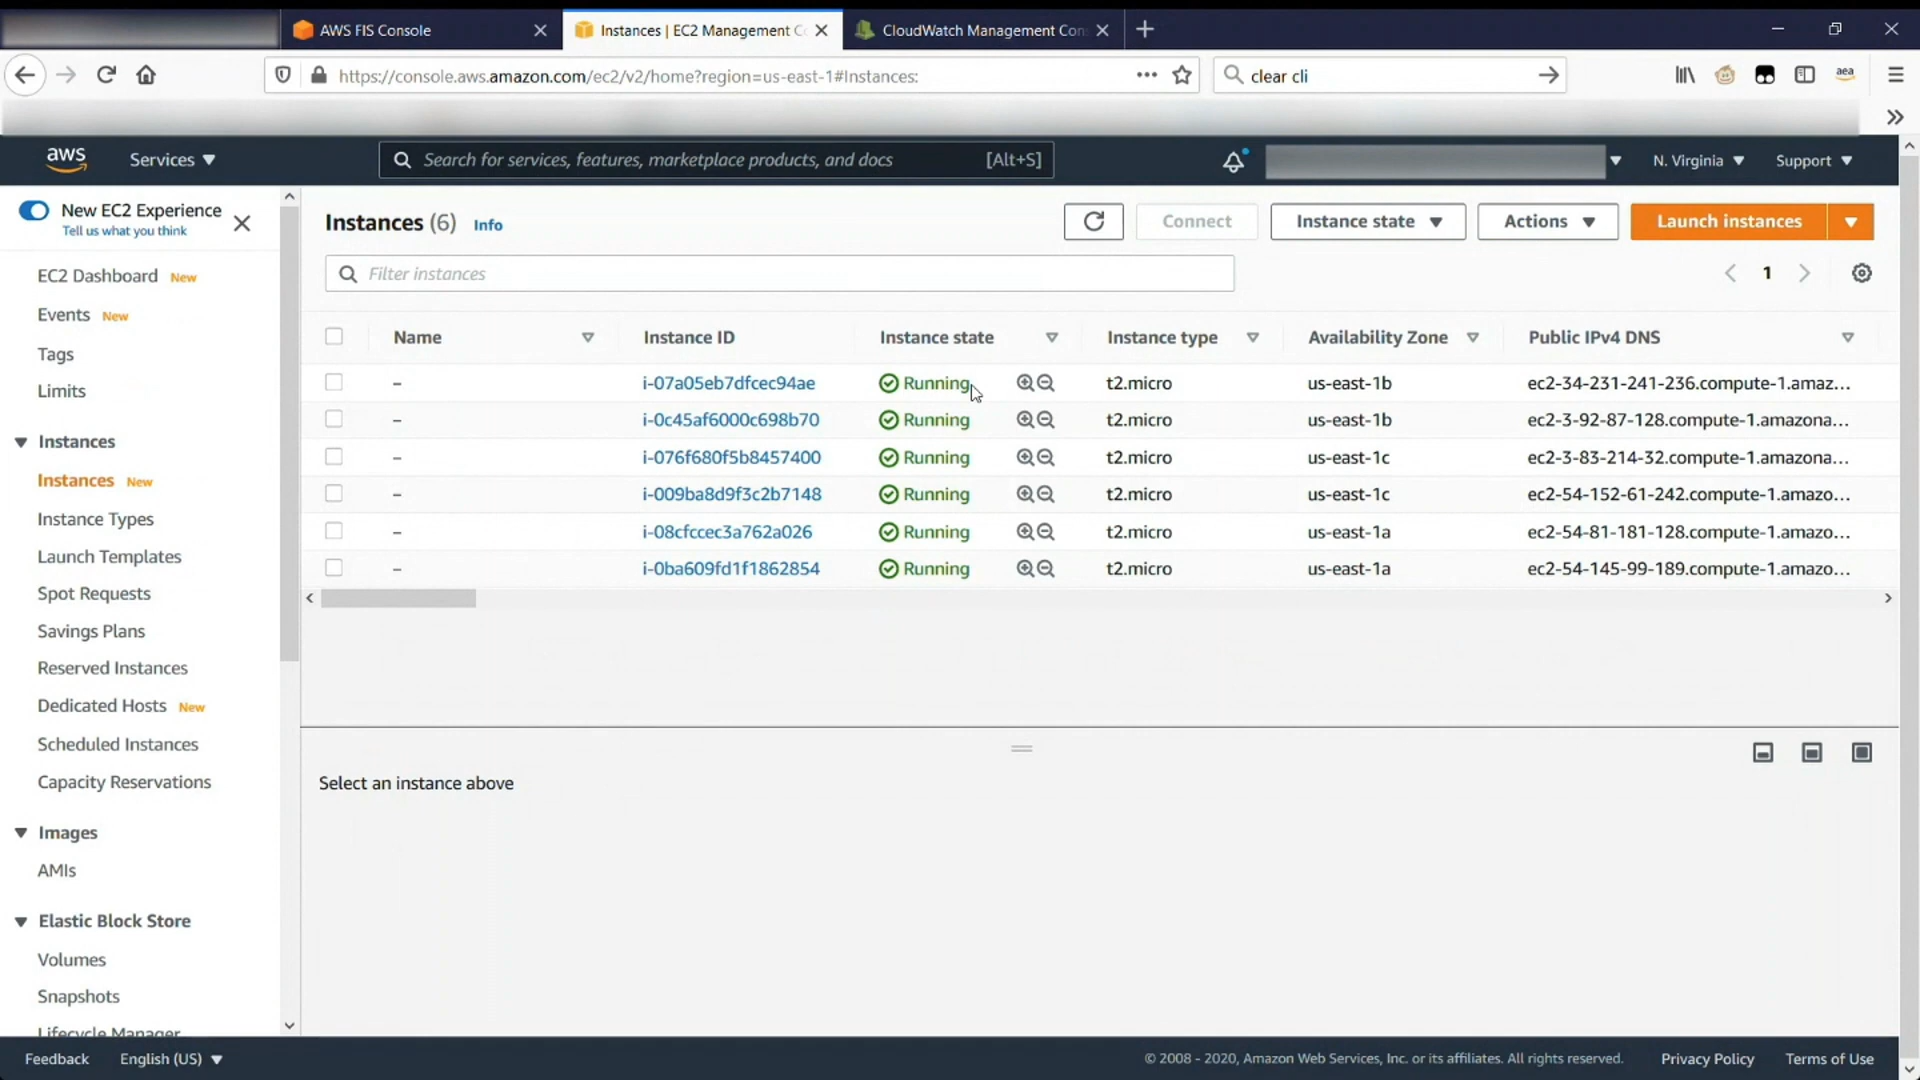 AWS FIS Console
Instances | EC2 Management C
CloudWatch Management Con
https://console.aws.amazon.com/ec2/v2/home?region=us-east-1#Instances:
clear cli
aea
aws
Services
Search for services, features, marketplace products, and docs [Alt+S]
N. Virginia
Support
New EC2 Experience
Tell us what you think
EC2 Dashboard New
Events New
Tags
Limits
Instances
Instances New
Instance Types
Launch Templates
Spot Requests
Savings Plans
Reserved Instances
Dedicated Hosts New
Scheduled Instances
Capacity Reservations
Images
AMIs
Elastic Block Store
Volumes
Snapshots
Lifecycle Manager
Instances (6) Info
Connect
Instance state
Actions
Launch instances
Filter instances
1
Name Instance ID Instance state Instance type Availability Zone Public IPv4 DNS
– i-07a05eb7dfcec94ae Running t2.micro us-east-1b ec2-34-231-241-236.compute-1.amaz...
– i-0c45af6000c698b70 Running t2.micro us-east-1b ec2-3-92-87-128.compute-1.amazona...
– i-076f680f5b8457400 Running t2.micro us-east-1c ec2-3-83-214-32.compute-1.amazona...
– i-009ba8d9f3c2b7148 Running t2.micro us-east-1c ec2-54-152-61-242.compute-1.amazo...
– i-08cfccec3a762a026 Running t2.micro us-east-1a ec2-54-81-181-128.compute-1.amazo...
– i-0ba609fd1f1862854 Running t2.micro us-east-1a ec2-54-145-99-189.compute-1.amazo...
Select an instance above
Feedback English (US)
© 2008 - 2020, Amazon Web Services, Inc. or its affiliates. All rights reserved. Privacy Policy Terms of Use